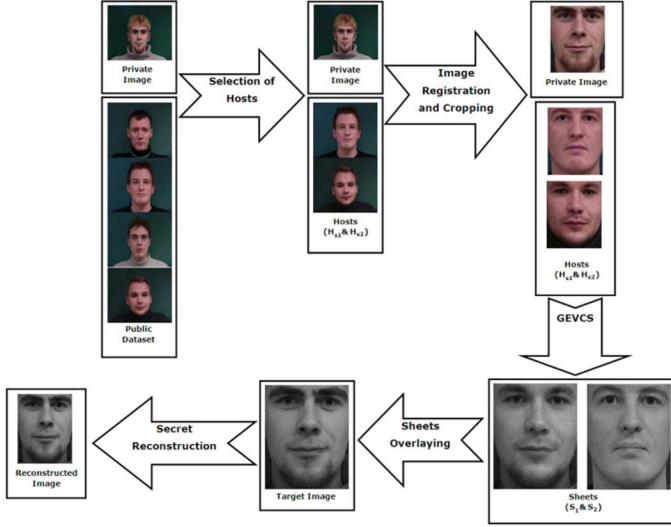 Private
Image
Public
Dataset
Selection of
Hosts
Private
Image
Hosts
(Hs1& Hs2)
Image
Registration
and Cropping
Private Image
Hosts
(Hs1& Hs2)
GEVCS
Sheets
(S1& S2)
Sheets
Overlaying
Target Image
Secret
Reconstruction
Reconstructed
Image